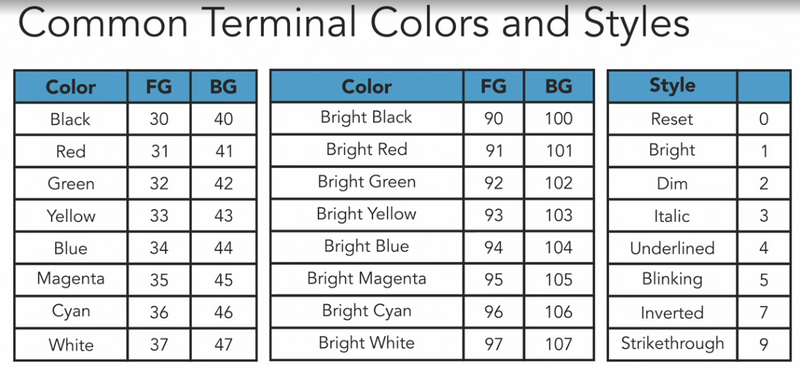 Common Terminal Colors and Styles
Color FG BG Color FG BG Style
Black 30 40 Bright Black 90 100 Reset 0
Red 31 41 Bright Red 91 101 Bright 1
Green 32 42 Bright Green 92 102 Dim 2
Yellow 33 43 Bright Yellow 93 103 Italic 3
Blue 34 44 Bright Blue 94 104 Underlined 4
Magenta 35 45 Bright Magenta 95 105 Blinking 5
Cyan 36 46 Bright Cyan 96 106 Inverted 7
White 37 47 Bright White 97 107 Strikethrough 9